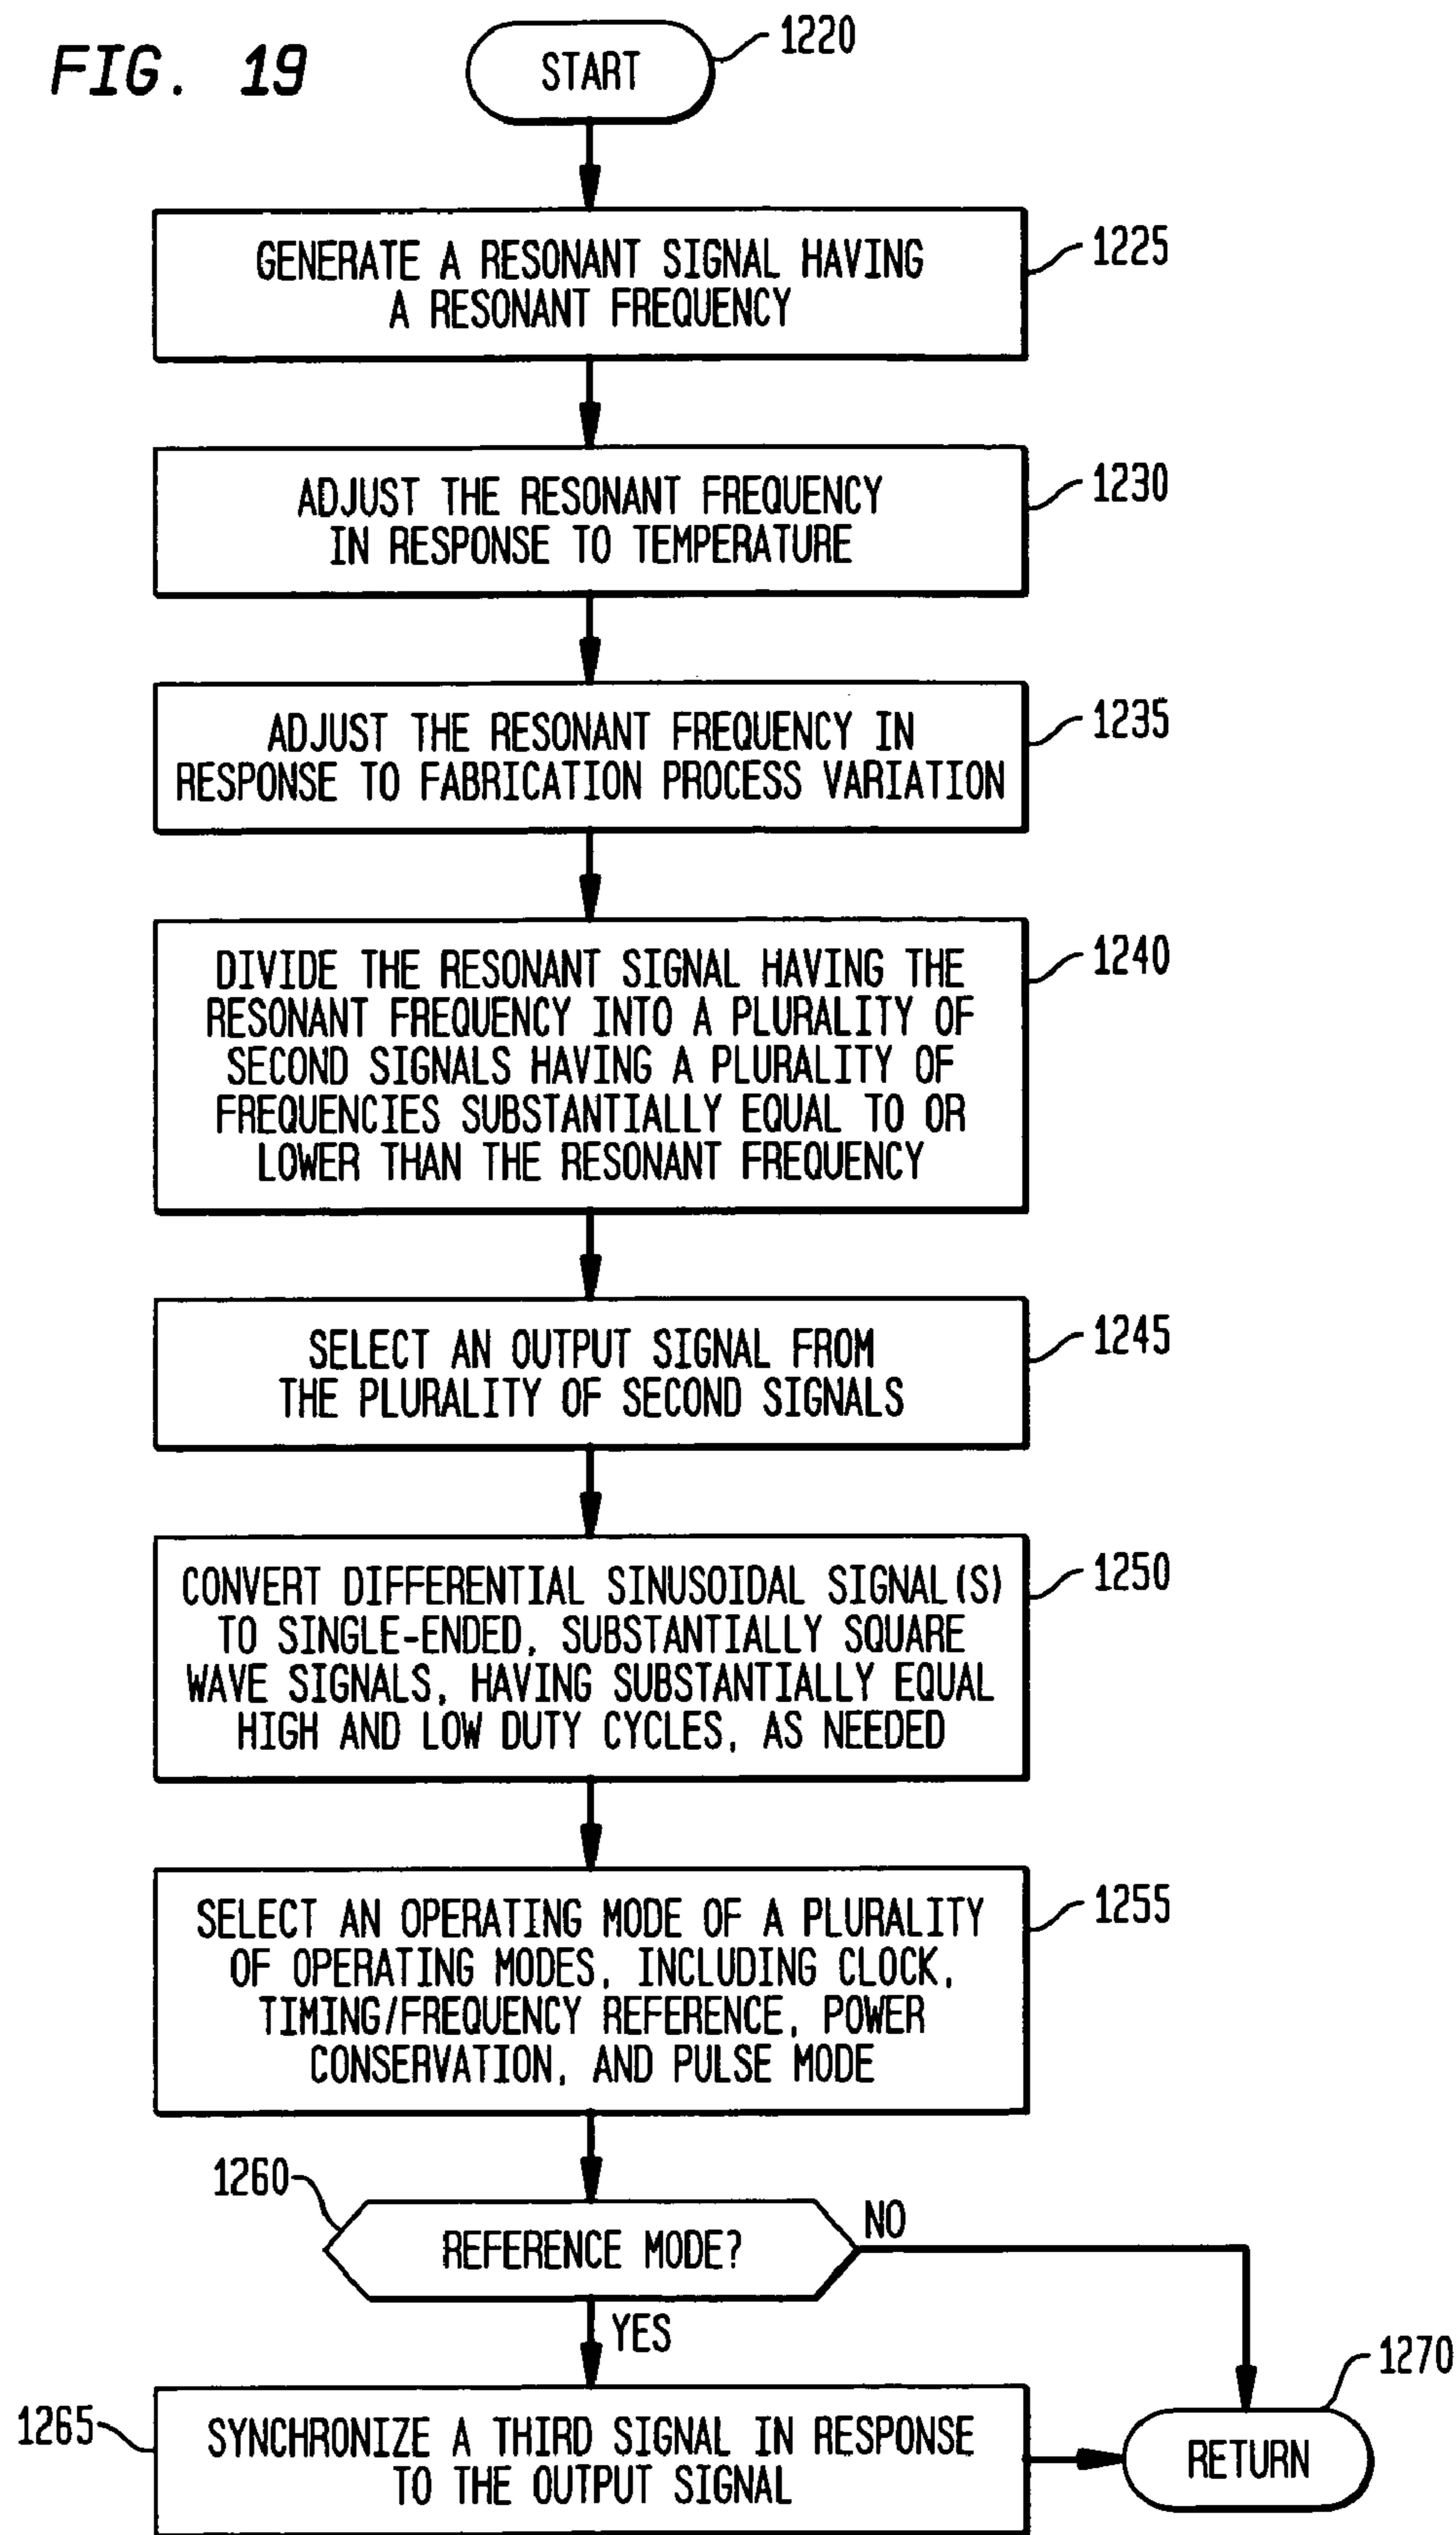 FIG. 19
START
1220
GENERATE A RESONANT SIGNAL HAVING
A RESONANT FREQUENCY
1225
ADJUST THE RESONANT FREQUENCY
IN RESPONSE TO TEMPERATURE
1230
ADJUST THE RESONANT FREQUENCY IN
RESPONSE TO FABRICATION PROCESS VARIATION
1235
DIVIDE THE RESONANT SIGNAL HAVING THE
RESONANT FREQUENCY INTO A PLURALITY OF
SECOND SIGNALS HAVING A PLURALITY OF
FREQUENCIES SUBSTANTIALLY EQUAL TO OR
LOWER THAN THE RESONANT FREQUENCY
1240
SELECT AN OUTPUT SIGNAL FROM
THE PLURALITY OF SECOND SIGNALS
1245
CONVERT DIFFERENTIAL SINUSOIDAL SIGNAL(S)
TO SINGLE-ENDED, SUBSTANTIALLY SQUARE
WAVE SIGNALS, HAVING SUBSTANTIALLY EQUAL
HIGH AND LOW DUTY CYCLES, AS NEEDED
1250
SELECT AN OPERATING MODE OF A PLURALITY
OF OPERATING MODES, INCLUDING CLOCK,
TIMING/FREQUENCY REFERENCE, POWER
CONSERVATION, AND PULSE MODE
1255
1260
REFERENCE MODE?
NO
YES
1265
SYNCHRONIZE A THIRD SIGNAL IN RESPONSE
TO THE OUTPUT SIGNAL
RETURN
1270